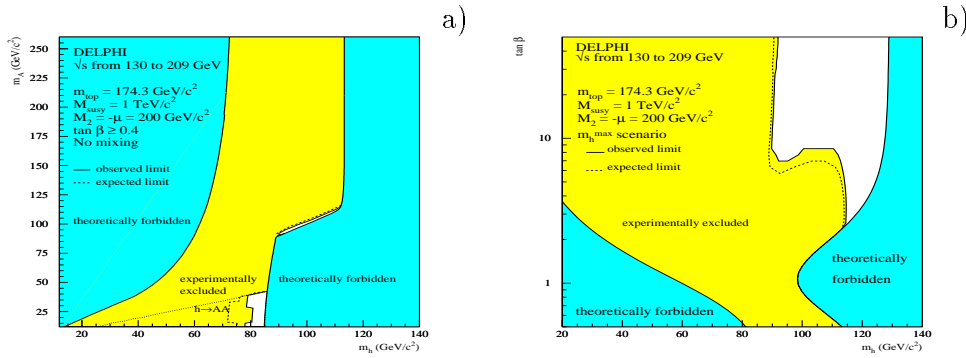 a)
m_A (GeV/c²)
250
225
200
175
150
125
100
75
50
25
DELPHI
√s from 130 to 209 GeV
m_top = 174.3 GeV/c²
M_susy = 1 TeV/c²
M_2 = -μ = 200 GeV/c²
tan β ≥ 0.4
No mixing
observed limit
expected limit
theoretically forbidden
experimentally
excluded
theoretically forbidden
h→AA
20 40 60 80 100 120 140
m_h (GeV/c²)
b)
tan β
10
1
DELPHI
√s from 130 to 209 GeV
m_top = 174.3 GeV/c²
M_susy = 1 TeV/c²
M_2 = -μ = 200 GeV/c²
m_h^max scenario
observed limit
expected limit
experimentally excluded
theoretically
forbidden
theoretically forbidden
20 40 60 80 100 120 140
m_h (GeV/c²)